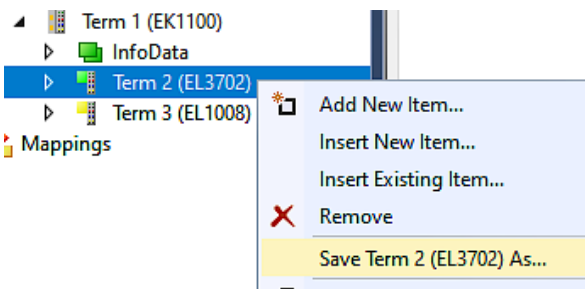 Term 1 (EK1100)
InfoData
Term 2 (EL3702)
Term 3 (EL1008)
Mappings
Add New Item...
Insert New Item...
Insert Existing Item...
Remove
Save Term 2 (EL3702) As...